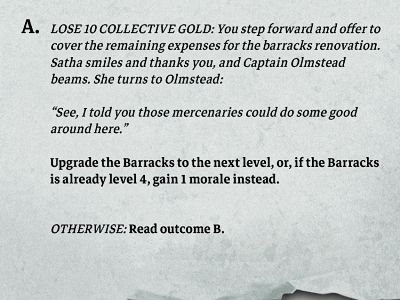 A. LOSE 10 COLLECTIVE GOLD: You step forward and offer to
cover the remaining expenses for the barracks renovation.
Satha smiles and thanks you, and Captain Olmstead
beams. She turns to Olmstead:
“See, I told you those mercenaries could do some good
around here.”
Upgrade the Barracks to the next level, or, if the Barracks
is already level 4, gain 1 morale instead.
OTHERWISE: Read outcome B.